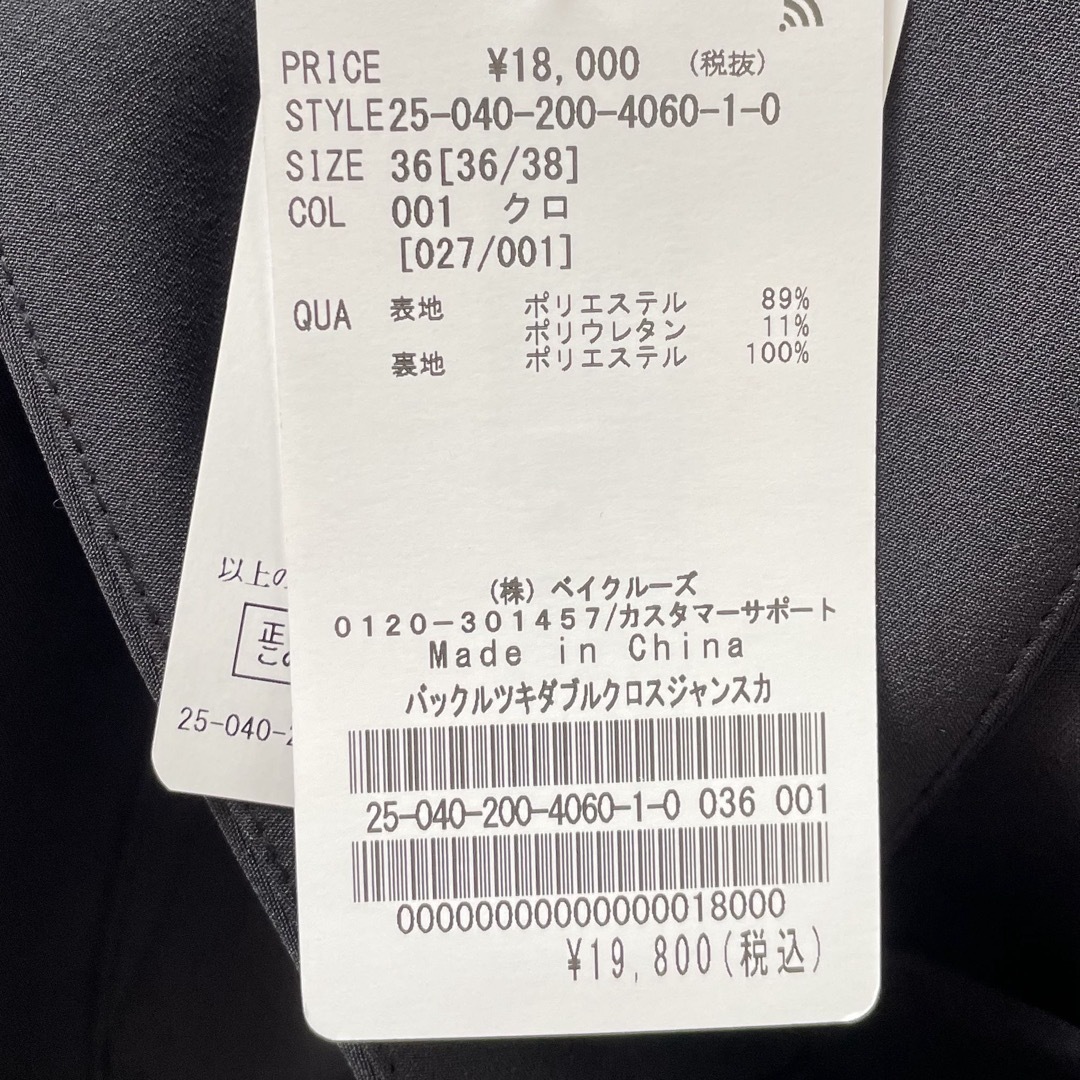 PRICE ¥18,000 (税抜)
STYLE25-040-200-4060-1-0
SIZE 36[36/38]
COL 001 クロ
[027/001]
QUA 表地 ポリエステル 89%
ポリウレタン 11%
裏地 ポリエステル 100%
以上の
正
この
25-040-2
(株) ベイクルーズ
0120-301457/カスタマーサポート
Made in China
バックルツキダブルクロスジャンスカ
25-040-200-4060-1-0 036 001
00000000000000018000
¥19,800(税込)